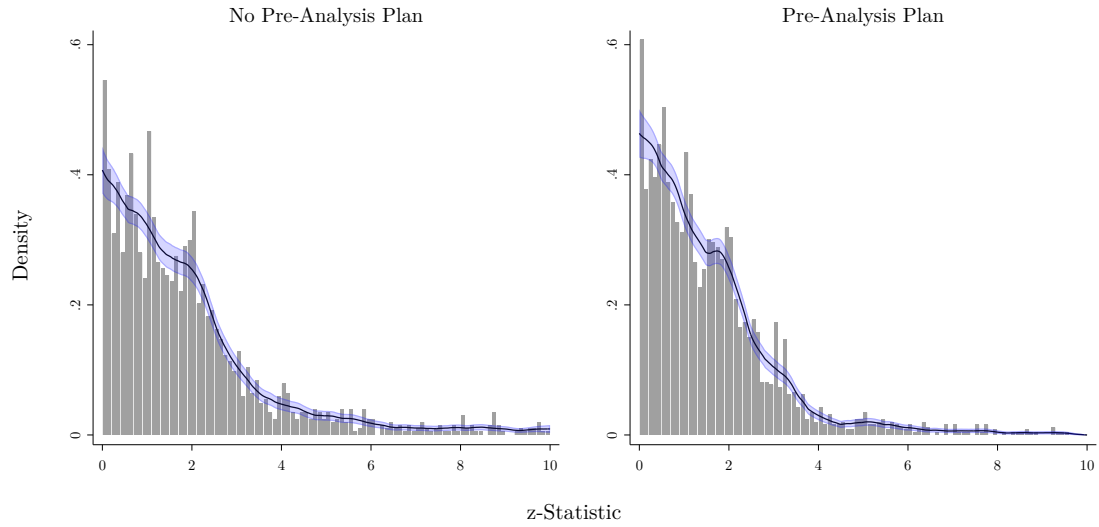 No Pre-Analysis Plan
Pre-Analysis Plan
Density
.6
.4
.2
0
0 2 4 6 8 10
.6
.4
.2
0
0 2 4 6 8 10
z-Statistic